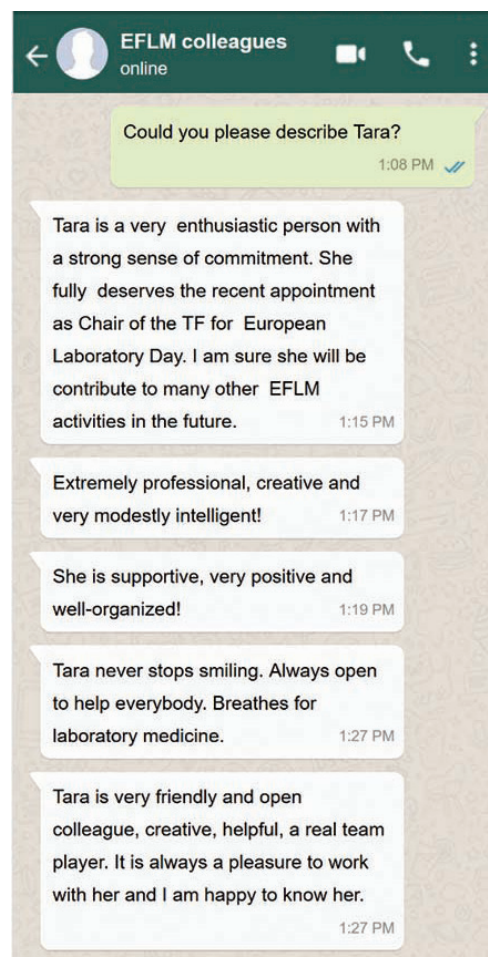 EFLM colleagues
online
Could you please describe Tara?
1:08 PM
Tara is a very enthusiastic person with
a strong sense of commitment. She
fully deserves the recent appointment
as Chair of the TF for European
Laboratory Day. I am sure she will be
contribute to many other EFLM
activities in the future. 1:15 PM
Extremely professional, creative and
very modestly intelligent! 1:17 PM
She is supportive, very positive and
well-organized! 1:19 PM
Tara never stops smiling. Always open
to help everybody. Breathes for
laboratory medicine. 1:27 PM
Tara is very friendly and open
colleague, creative, helpful, a real team
player. It is always a pleasure to work
with her and I am happy to know her.
1:27 PM